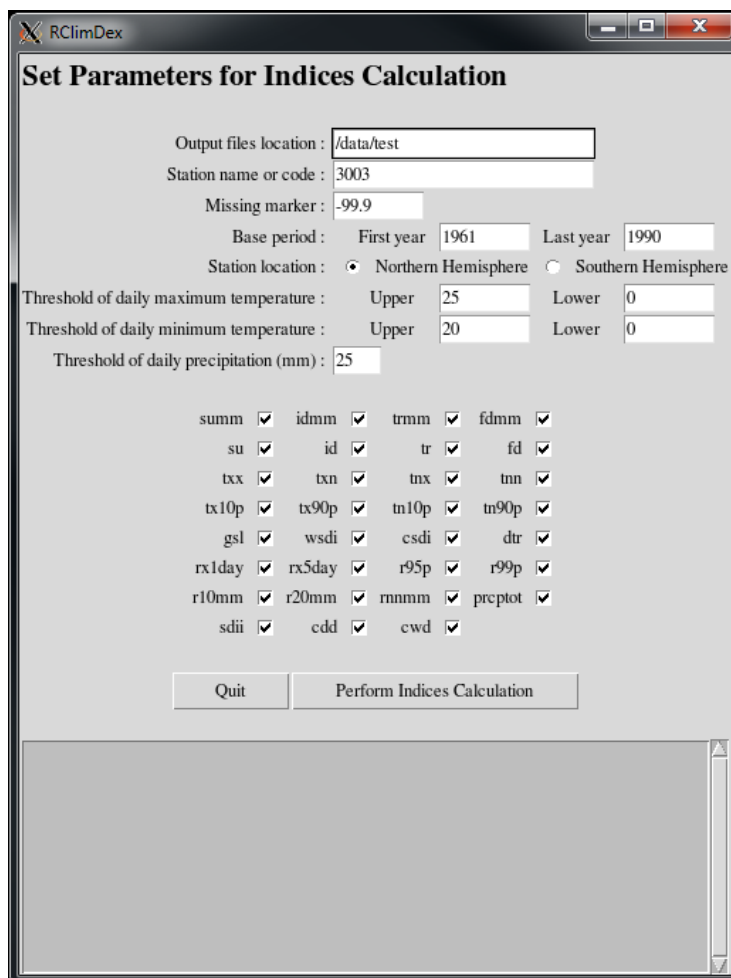 RClimDex
Set Parameters for Indices Calculation
Output files location : /data/test
Station name or code : 3003
Missing marker : -99.9
Base period : First year 1961 Last year 1990
Station location : Northern Hemisphere Southern Hemisphere
Threshold of daily maximum temperature : Upper 25 Lower 0
Threshold of daily minimum temperature : Upper 20 Lower 0
Threshold of daily precipitation (mm) : 25
summ idmm trmm fdmm
su id tr fd
txx txn tnx tnn
tx10p tx90p tn10p tn90p
gsl wsdi csdi dtr
rx1day rx5day r95p r99p
r10mm r20mm rnnmm prcptot
sdii cdd cwd
Quit Perform Indices Calculation